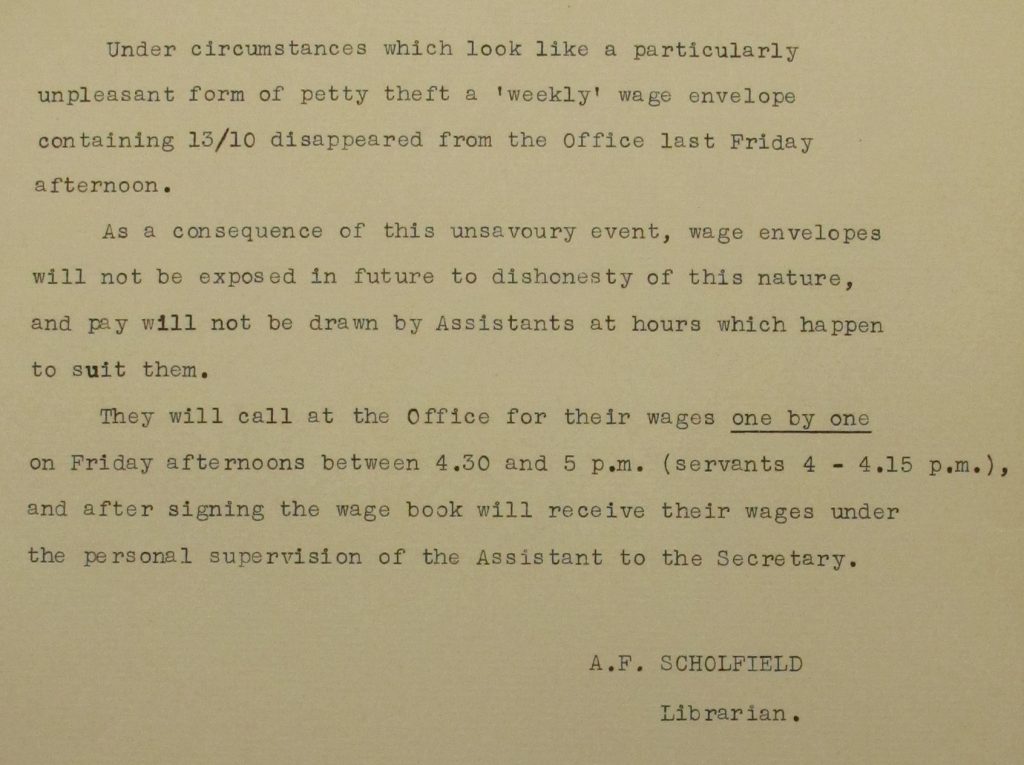 Under circumstances which look like a particularly
unpleasant form of petty theft a 'weekly' wage envelope
containing 13/10 disappeared from the Office last Friday
afternoon.
As a consequence of this unsavoury event, wage envelopes
will not be exposed in future to dishonesty of this nature,
and pay will not be drawn by Assistants at hours which happen
to suit them.
They will call at the Office for their wages one by one
on Friday afternoons between 4.30 and 5 p.m. (servants 4 - 4.15 p.m.),
and after signing the wage book will receive their wages under
the personal supervision of the Assistant to the Secretary.
A.F. SCHOLFIELD
Librarian.